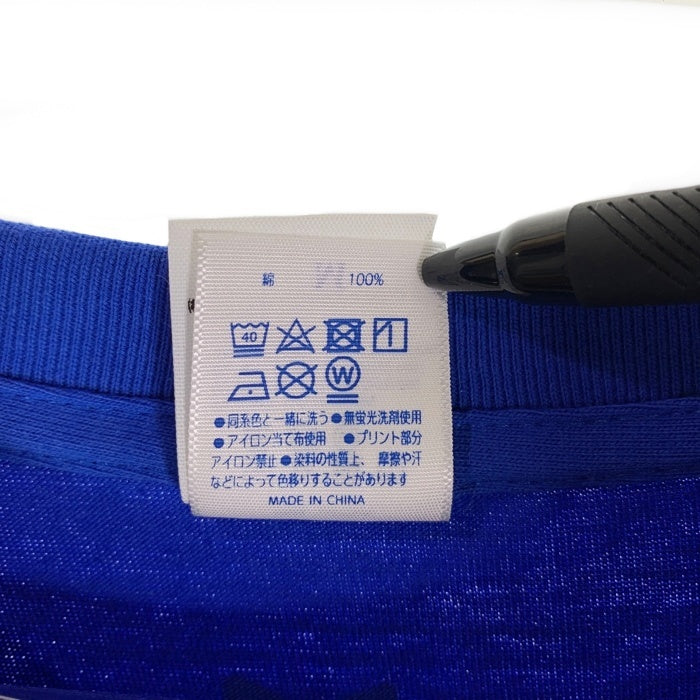 綿 100%
40
W
●同系色と一緒に洗う ●無蛍光洗剤使用
●アイロン当て布使用 ●プリント部分
アイロン禁止 ●染料の性質上、摩擦や汗
などによって色移りすることがあります
MADE IN CHINA